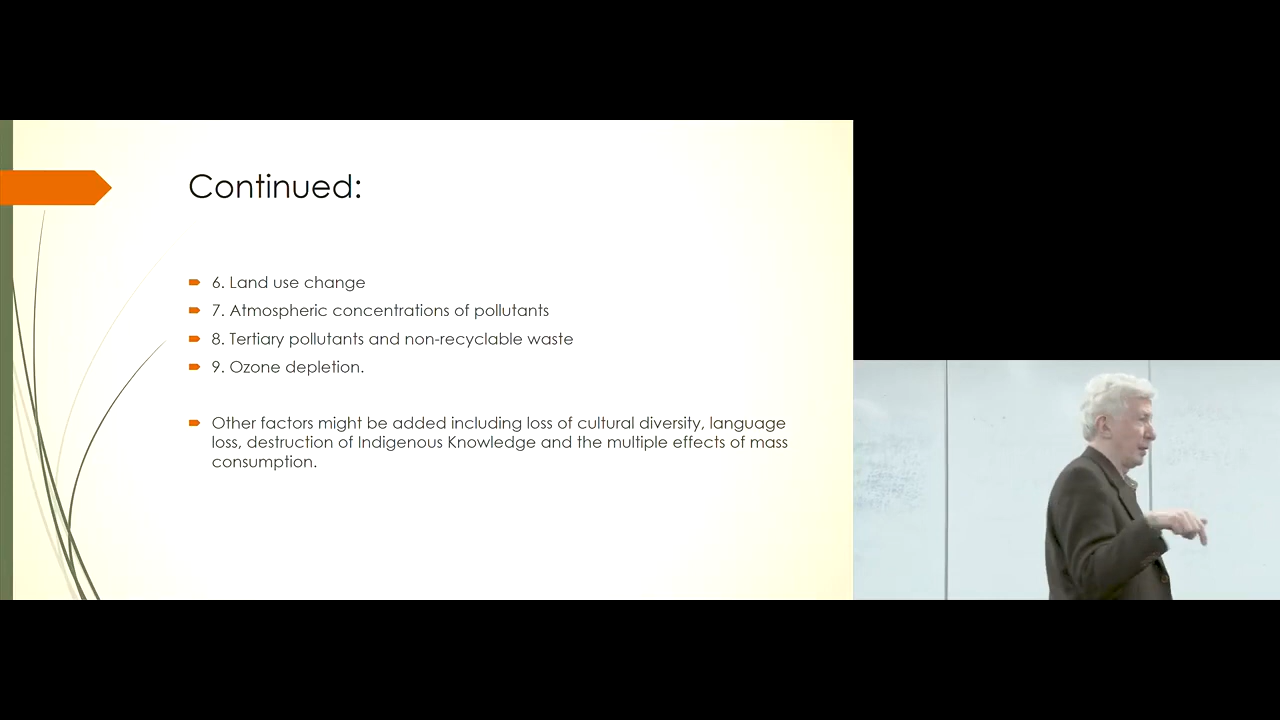 Continued:
6. Land use change
7. Atmospheric concentrations of pollutants
8. Tertiary pollutants and non-recyclable waste
9. Ozone depletion.
Other factors might be added including loss of cultural diversity, language
loss, destruction of Indigenous Knowledge and the multiple effects of mass
consumption.